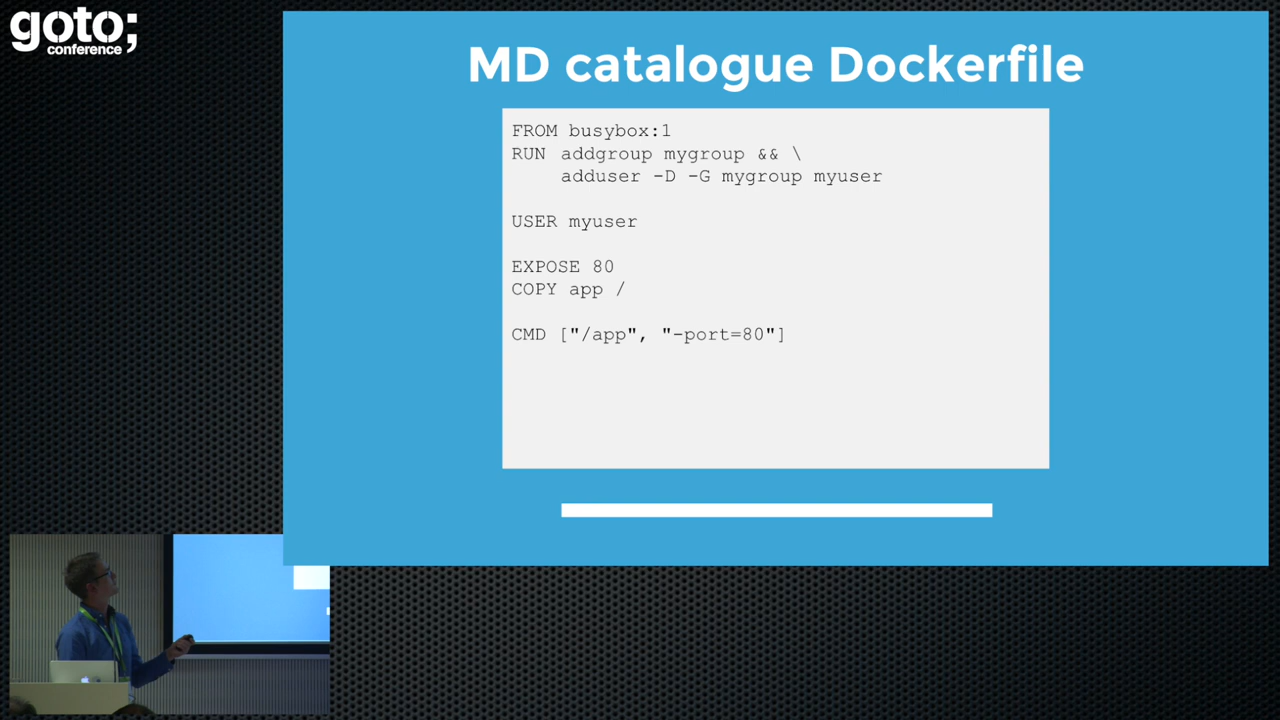 goto;
conference
MD catalogue Dockerfile
FROM busybox:1
RUN addgroup mygroup && \
adduser -D -G mygroup myuser
USER myuser
EXPOSE 80
COPY app /
CMD ["/app", "-port=80"]